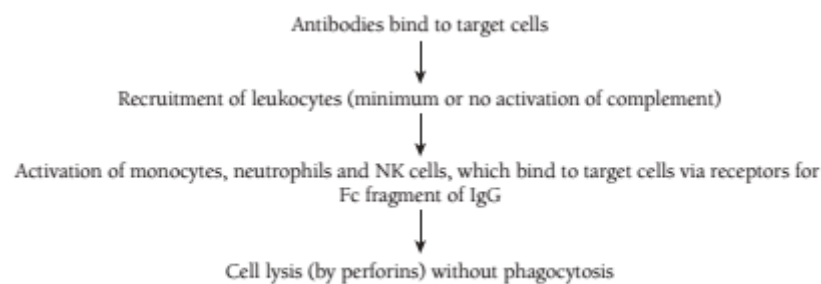 Antibodies bind to target cells
Recruitment of leukocytes (minimum or no activation of complement)
Activation of monocytes, neutrophils and NK cells, which bind to target cells via receptors for
Fc fragment of IgG
Cell lysis (by perforins) without phagocytosis